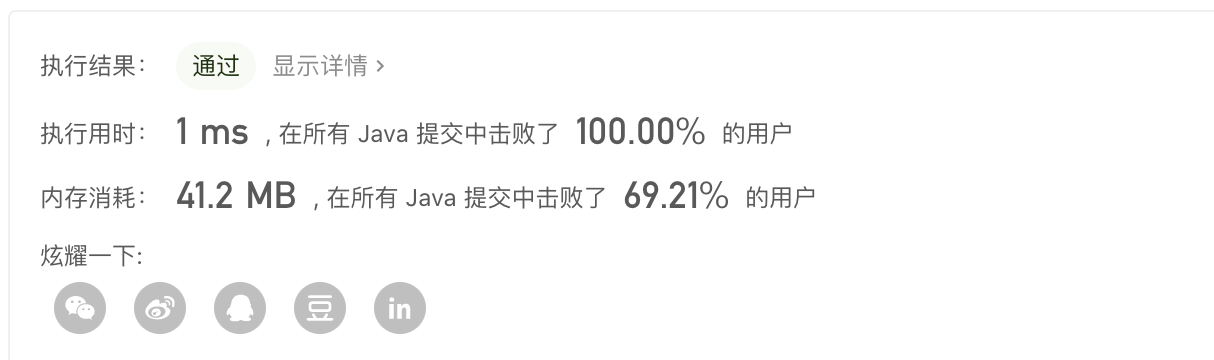 执行结果： 通过 显示详情 >
执行用时： 1 ms , 在所有 Java 提交中击败了 100.00% 的用户
内存消耗： 41.2 MB , 在所有 Java 提交中击败了 69.21% 的用户
炫耀一下:
豆 in